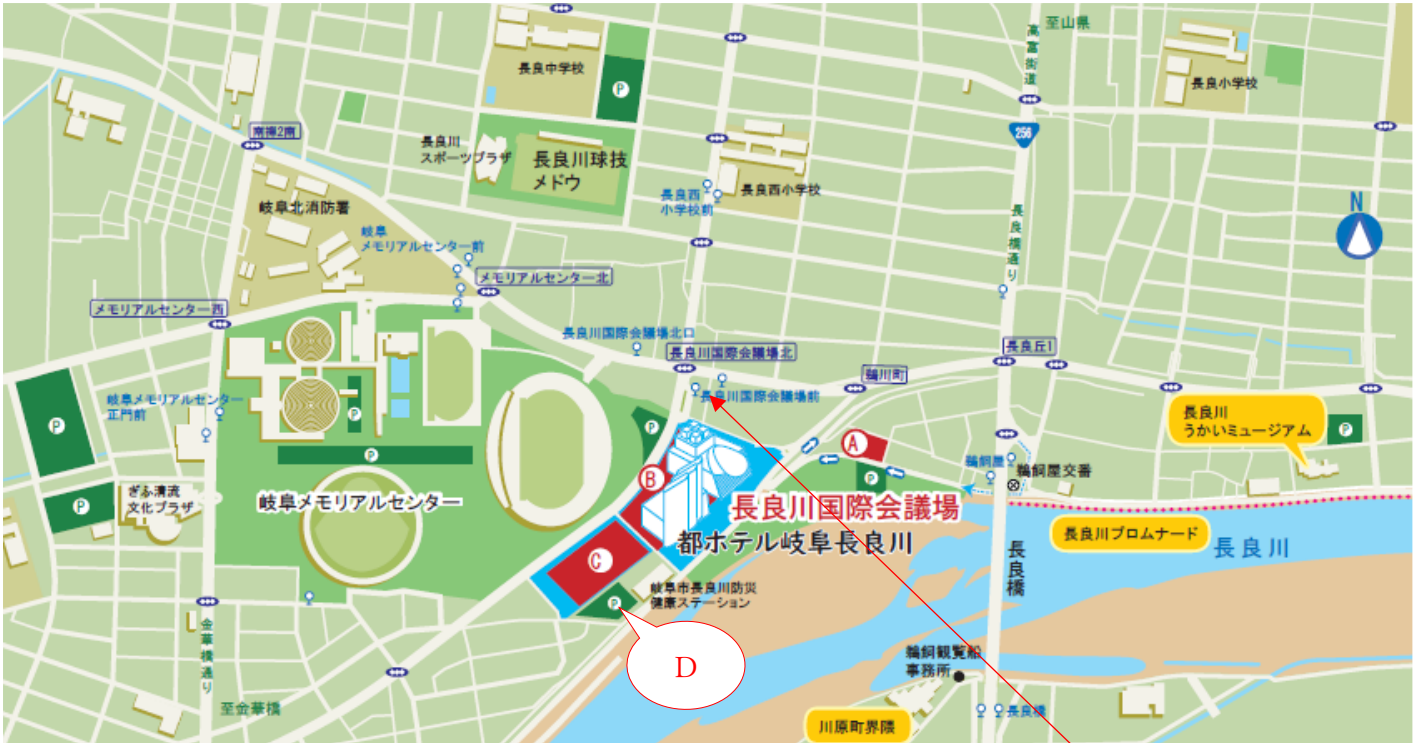 至山県
高富街道
長良中学校
P
長良小学校
256
南揚2南
長良川
スポーツプラザ
長良川球技
メドウ
長良西
小学校前
長良西小学校
岐阜北消防署
岐阜
メモリアルセンター前
長良橋通り
N
メモリアルセンター北
メモリアルセンター西
長良川国際会議場北口
長良川国際会議場北
長良丘1
鵜川町
長良川国際会議場前
岐阜メモリアルセンター
正門前
P
P
P
P
A
長良川
うかいミュージアム
P
P
B
鵜飼屋
鵜飼屋交番
ぎふ清流
文化プラザ
P
岐阜メモリアルセンター
長良川国際会議場
都ホテル岐阜長良川
長良川プロムナード
長良川
長良橋
C
岐阜市長良川防災
健康ステーション
P
D
金華橋通り
至金華橋
鵜飼観覧船
事務所
長良橋
川原町界隈